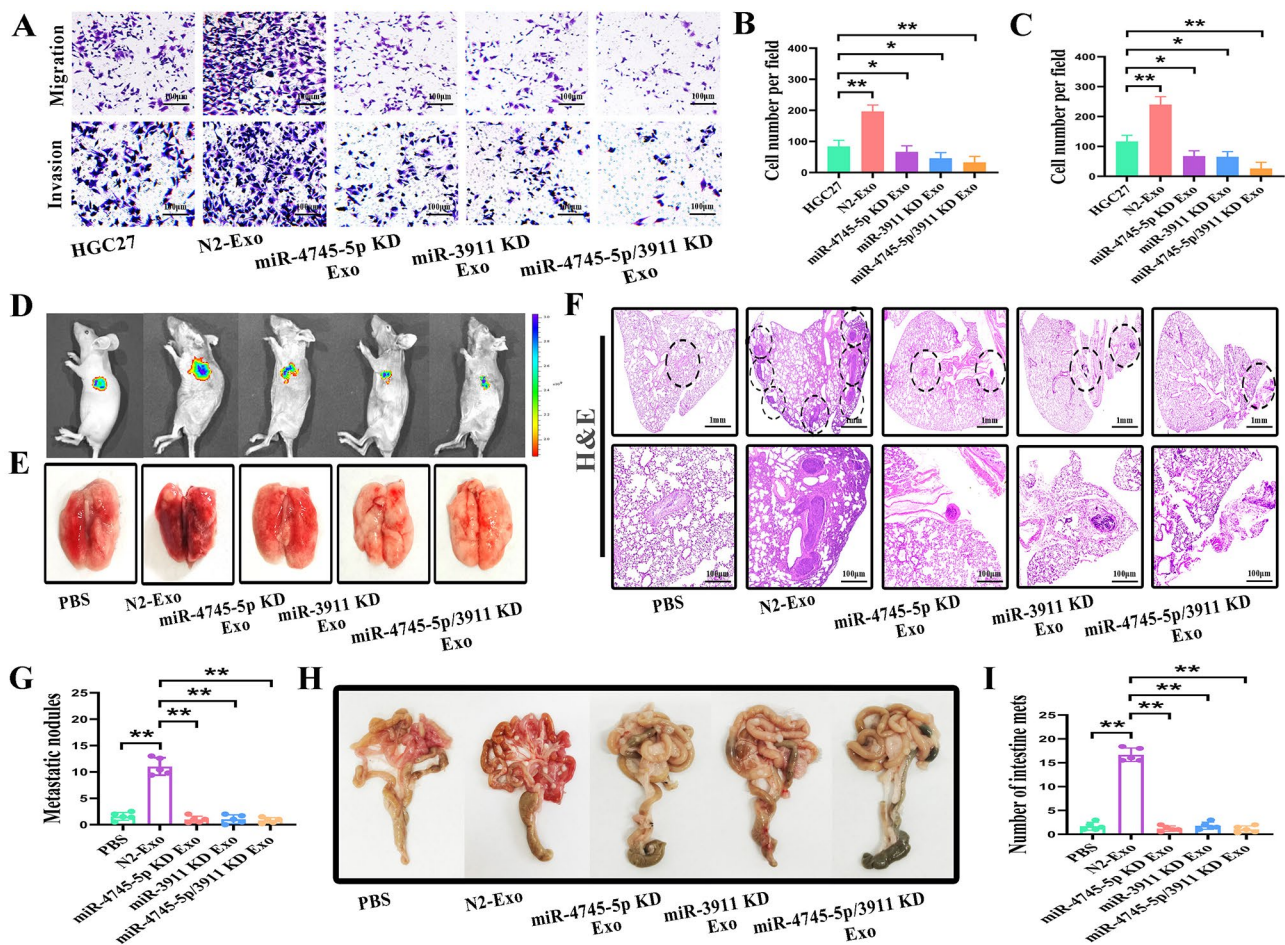 A
Migration
Invasion
100μm
100μm
100μm
100μm
100μm
100μm
100μm
100μm
100μm
100μm
HGC27
N2-Exo
miR-4745-5p KD
Exo
miR-3911 KD
Exo
miR-4745-5p/3911 KD
Exo
B
Cell number per field
400
300
200
100
0
**
*
*
**
HGC27
N2-Exo
miR-4745-5p KD Exo
miR-3911 KD Exo
miR-4745-5p/3911 KD Exo
C
Cell number per field
400
300
200
100
0
**
*
*
**
HGC27
N2-Exo
miR-4745-5p KD Exo
miR-3911 KD Exo
miR-4745-5p/3911 KD Exo
D
E
PBS
N2-Exo
miR-4745-5p KD
Exo
miR-3911 KD
Exo
miR-4745-5p/3911 KD
Exo
F
H&E
1mm
1mm
1mm
1mm
1mm
100μm
100μm
100μm
100μm
100μm
PBS
N2-Exo
miR-4745-5p KD
Exo
miR-3911 KD
Exo
miR-4745-5p/3911 KD
Exo
G
Metastatic nodules
25
20
15
10
5
0
**
**
**
**
PBS
N2-Exo
miR-4745-5p KD Exo
miR-3911 KD Exo
miR-4745-5p/3911 KD Exo
H
PBS
N2-Exo
miR-4745-5p KD
Exo
miR-3911 KD
Exo
miR-4745-5p/3911 KD
Exo
I
Number of intestine mets
25
20
15
10
5
0
**
**
**
**
PBS
N2-Exo
miR-4745-5p KD Exo
miR-3911 KD Exo
miR-4745-5p/3911 KD Exo